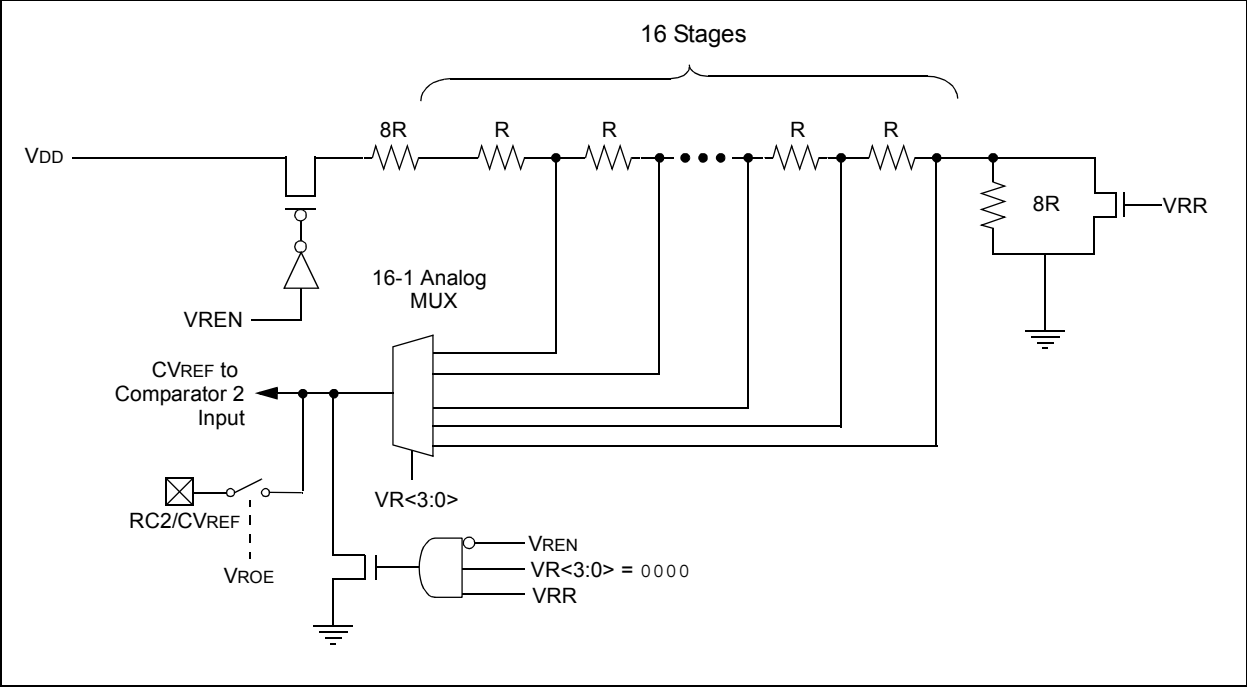 16 Stages
8R
R
R
R
R
VDD
8R
VRR
16-1 Analog
MUX
VREN
CVREF to
Comparator 2
Input
VR<3:0>
RC2/CVREF
VROE
VREN
VR<3:0> = 0000
VRR